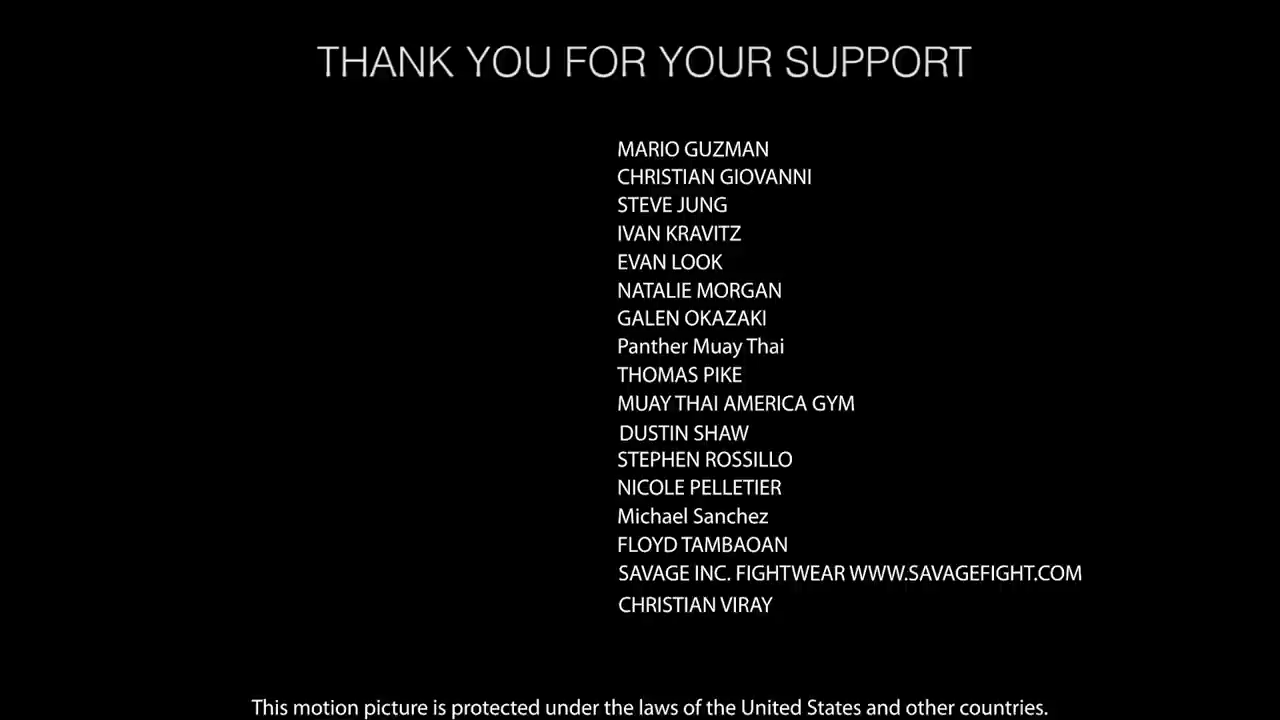 THANK YOU FOR YOUR SUPPORT
MARIO GUZMAN
CHRISTIAN GIOVANNI
STEVE JUNG
IVAN KRAVITZ
EVAN LOOK
NATALIE MORGAN
GALEN OKAZAKI
Panther Muay Thai
THOMAS PIKE
MUAY THAI AMERICA GYM
DUSTIN SHAW
STEPHEN ROSSILLO
NICOLE PELLETIER
Michael Sanchez
FLOYD TAMBAOAN
SAVAGE INC. FIGHTWEAR WWW.SAVAGEFIGHT.COM
CHRISTIAN VIRAY
This motion picture is protected under the laws of the United States and other countries.